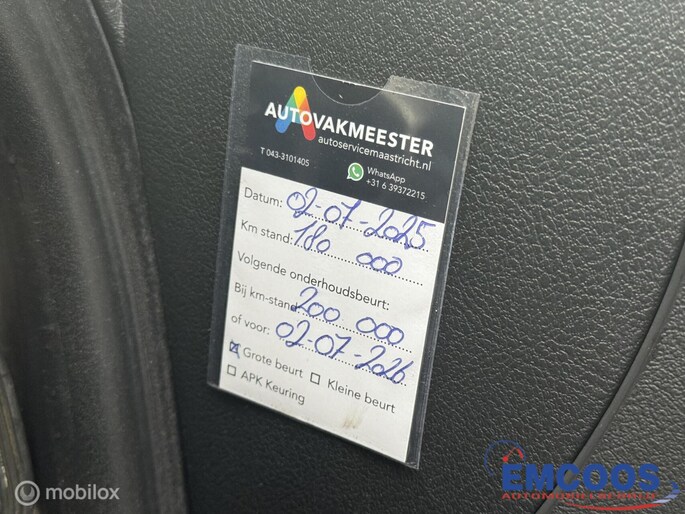 AUTOVAKMEESTER
autoservicemaastricht.nl
T 043-3101405
WhatsApp
+31 6 39372215
Datum: 02-07-2025
Km stand: 180 000
Volgende onderhoudsbeurt:
Bij km-stand 200 000
of voor: 02-07-2026
Grote beurt Kleine beurt
APK Keuring
mobilox
EMCOOS